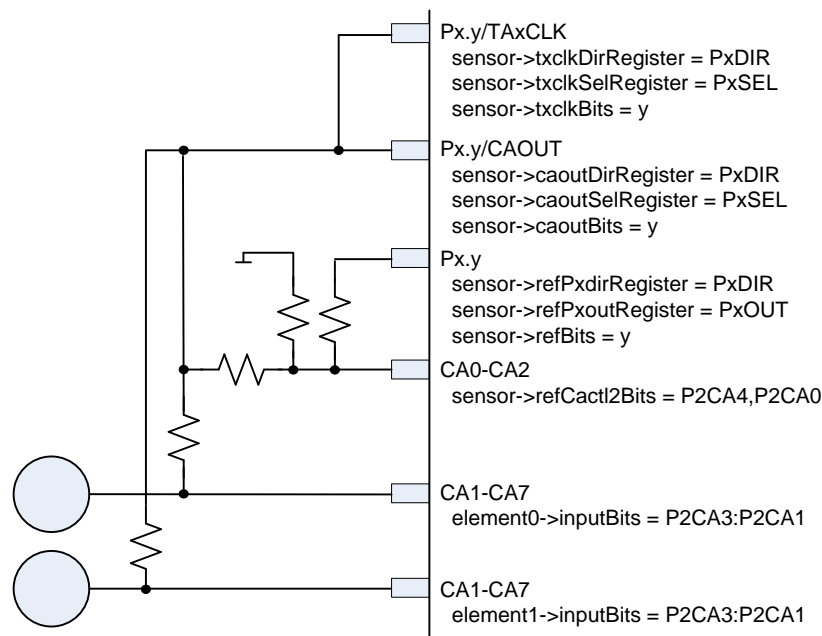 Px.y/TAxCLK
sensor->txclkDirRegister = PxDIR
sensor->txclkSelRegister = PxSEL
sensor->txclkBits = y
Px.y/CAOUT
sensor->caoutDirRegister = PxDIR
sensor->caoutSelRegister = PxSEL
sensor->caoutBits = y
Px.y
sensor->refPxdirRegister = PxDIR
sensor->refPxoutRegister = PxOUT
sensor->refBits = y
CA0-CA2
sensor->refCactl2Bits = P2CA4,P2CA0
CA1-CA7
element0->inputBits = P2CA3:P2CA1
CA1-CA7
element1->inputBits = P2CA3:P2CA1